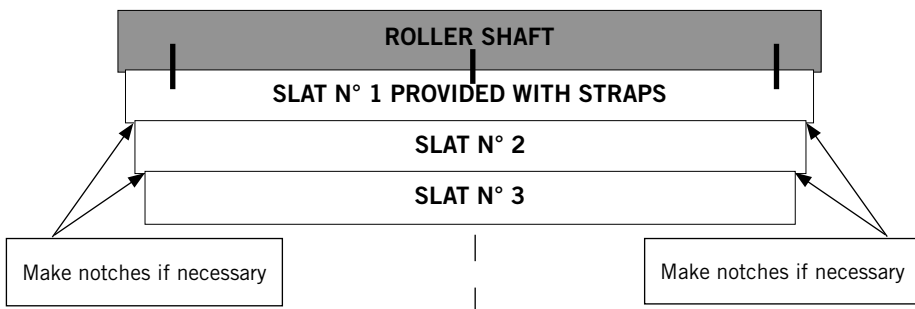 ROLLER SHAFT
SLAT N° 1 PROVIDED WITH STRAPS
SLAT N° 2
SLAT N° 3
Make notches if necessary
Make notches if necessary